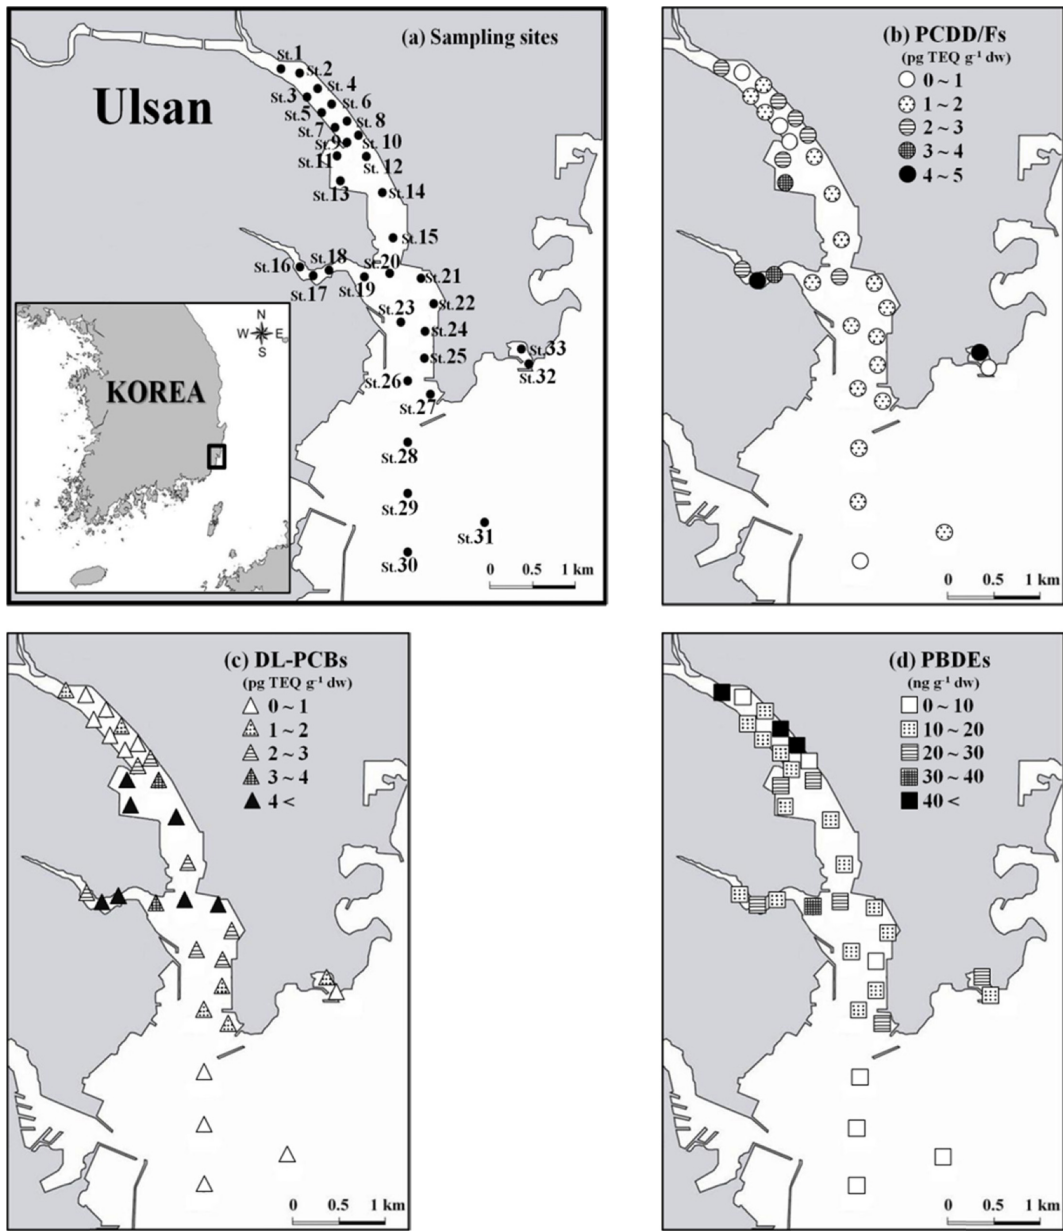 (a) Sampling sites
Ulsan
St.1
St.2
St.3
St.4
St.5
St.6
St.7
St.8
St.9
St.10
St.11
St.12
St.13
St.14
St.15
St.16
St.17
St.18
St.19
St.20
St.21
St.22
St.23
St.24
St.25
St.26
St.27
St.28
St.29
St.30
St.31
St.32
St.33
N
W E
S
KOREA
0 0.5 1 km
(b) PCDD/Fs
(pg TEQ g⁻¹ dw)
0 ~ 1
1 ~ 2
2 ~ 3
3 ~ 4
4 ~ 5
0 0.5 1 km
(c) DL-PCBs
(pg TEQ g⁻¹ dw)
0 ~ 1
1 ~ 2
2 ~ 3
3 ~ 4
4 <
0 0.5 1 km
(d) PBDEs
(ng g⁻¹ dw)
0 ~ 10
10 ~ 20
20 ~ 30
30 ~ 40
40 <
0 0.5 1 km